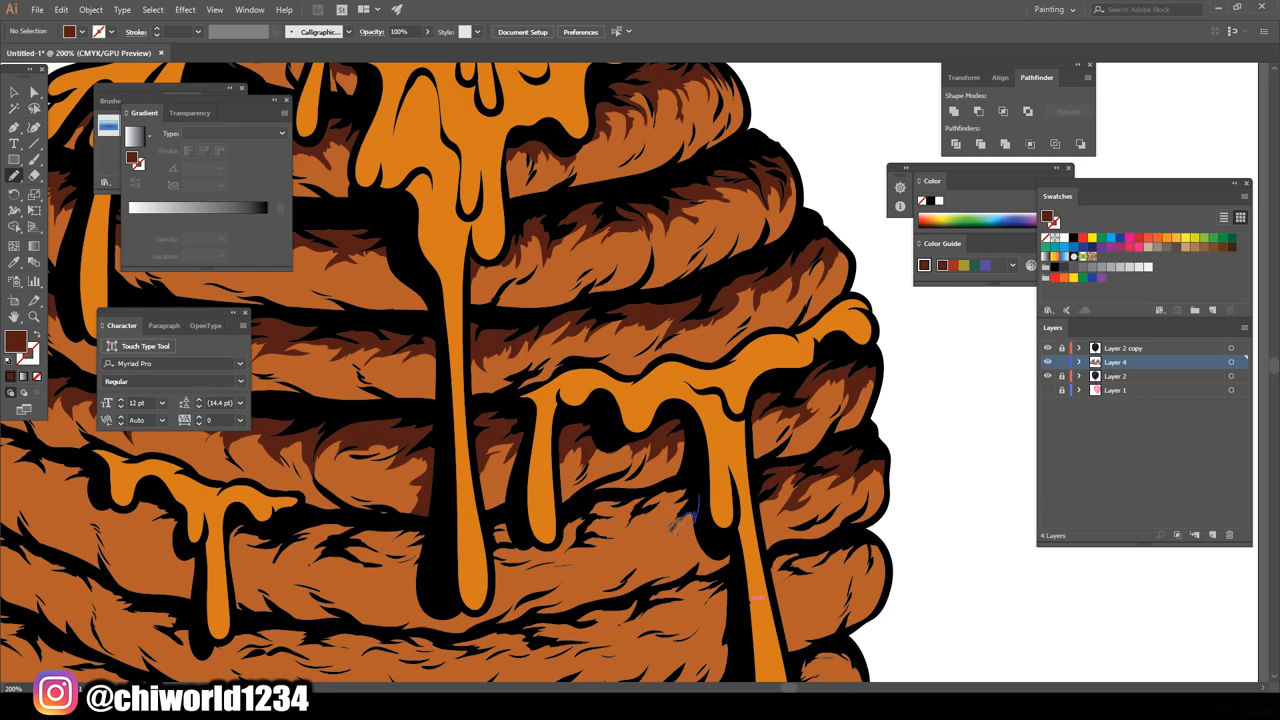 Ai File Edit Object Type Select Effect View Window Help Br St Painting Search Adobe Stock
No Selection Stroke: Calligraphic... Opacity: 100% Style: Document Setup Preferences
Untitled-1* @ 200% (CMYK/GPU Preview)
Transform Align Pathfinder
Shape Modes:
Expand
Pathfinders:
Brushe
Gradient Transparency
Type:
Stroke:
Opacity:
Location:
Color
Color Guide
Swatches
Character Paragraph OpenType
Touch Type Tool
Myriad Pro
Regular
12 pt (14.4 pt)
Auto 0
Layers
Layer 2 copy
Layer 4
Layer 2
Layer 1
4 Layers
200%
@chiworld1234